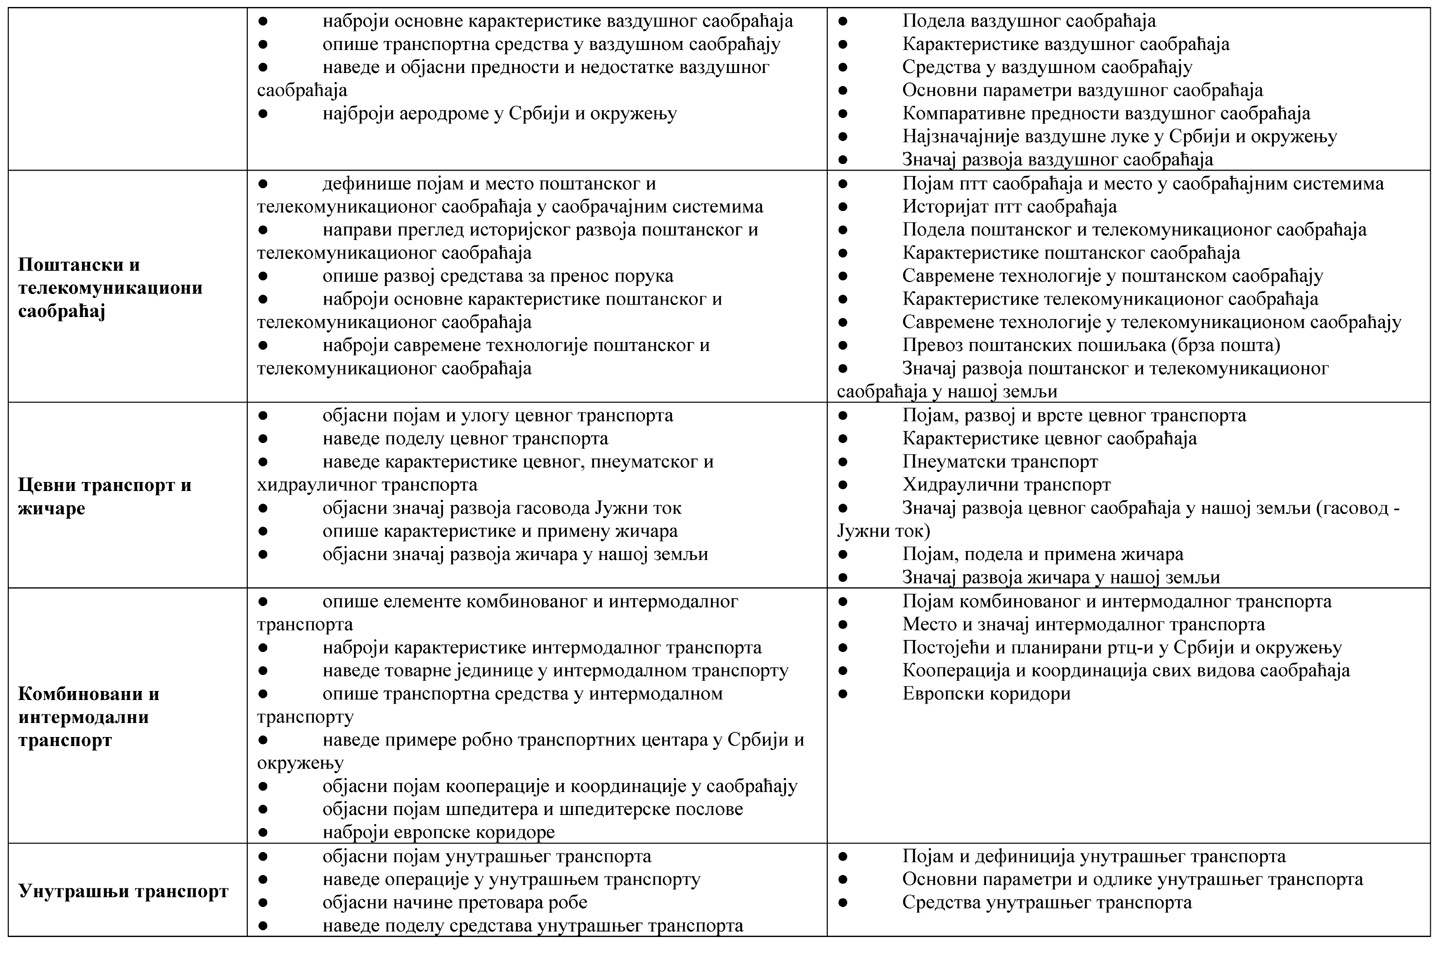 ● наброји основне карактеристике ваздушног саобраћаја
● опише транспортна средства у ваздушном саобраћају
● наведе и објасни предности и недостатке ваздушног
саобраћаја
● најброји аеродроме у Србији и окружењу
● Подела ваздушног саобраћаја
● Карактеристике ваздушног саобраћаја
● Средства у ваздушном саобраћају
● Основни параметри ваздушног саобраћаја
● Компаративне предности ваздушног саобраћаја
● Најзначајније ваздушне луке у Србији и окружењу
● Значај развоја ваздушног саобраћаја
Поштански и
телекомуникациони
саобраћај
● дефинише појам и место поштанског и
телекомуникационог саобраћаја у саобрачајним системима
● направи преглед историјског развоја поштанског и
телекомуникационог саобраћаја
● опише развој средстава за пренос порука
● наброји основне карактеристике поштанског и
телекомуникационог саобраћаја
● наброји савремене технологије поштанског и
телекомуникационог саобраћаја
● Појам птт саобраћаја и место у саобраћајним системима
● Историјат птт саобраћаја
● Подела поштанског и телекомуникационог саобраћаја
● Карактеристике поштанског саобраћаја
● Савремене технологије у поштанском саобраћају
● Карактеристике телекомуникационог саобраћаја
● Савремене технологије у телекомуникационом саобраћају
● Превоз поштанских пошиљака (брза пошта)
● Значај развоја поштанског и телекомуникационог
саобраћаја у нашој земљи
Цевни транспорт и
жичаре
● објасни појам и улогу цевног транспорта
● наведе поделу цевног транспорта
● наведе карактеристике цевног, пнеуматског и
хидрауличног транспорта
● објасни значај развоја гасовода Јужни ток
● опише карактеристике и примену жичара
● објасни значај развоја жичара у нашој земљи
● Појам, развој и врсте цевног транспорта
● Карактеристике цевног саобраћаја
● Пнеуматски транспорт
● Хидраулични транспорт
● Значај развоја цевног саобраћаја у нашој земљи (гасовод -
Јужни ток)
● Појам, подела и примена жичара
● Значај развоја жичара у нашој земљи
Комбиновани и
интермодални
транспорт
● опише елементе комбинованог и интермодалног
транспорта
● наброји карактеристике интермодалног транспорта
● наведе товарне јединице у интермодалном транспорту
● опише транспортна средства у интермодалном
транспорту
● наведе примере робно транспортних центара у Србији и
окружењу
● објасни појам кооперације и координације у саобраћају
● објасни појам шпедитера и шпедитерске послове
● наброји европске коридоре
● Појам комбинованог и интермодалног транспорта
● Место и значај интермодалног транспорта
● Постојећи и планирани ртц-и у Србији и окружењу
● Кооперација и координација свих видова саобраћаја
● Европски коридори
Унутрашњи транспорт
● објасни појам унутрашњег транспорта
● наведе операције у унутрашњем транспорту
● објасни начине претовара робе
● наведе поделу средстава унутрашњег транспорта
● Појам и дефиниција унутрашњег транспорта
● Основни параметри и одлике унутрашњег транспорта
● Средства унутрашњег транспорта